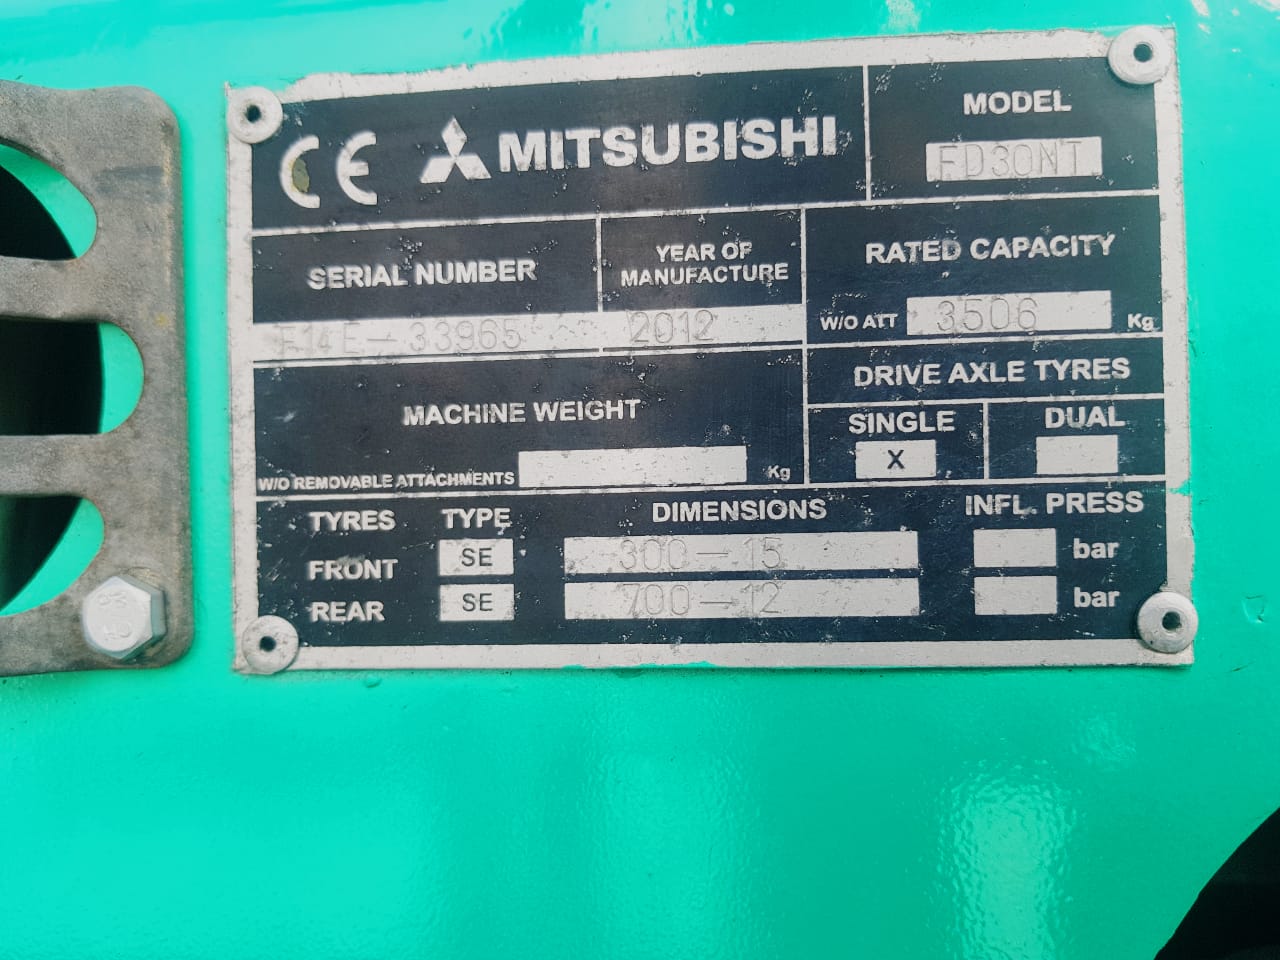 CE MITSUBISHI
MODEL
FD30NT
SERIAL NUMBER
F14E-33965
YEAR OF
MANUFACTURE
2012
RATED CAPACITY
W/O ATT 3506 Kg
MACHINE WEIGHT
W/O REMOVABLE ATTACHMENTS Kg
DRIVE AXLE TYRES
SINGLE DUAL
X
TYRES TYPE DIMENSIONS INFL. PRESS
FRONT SE 300-15 bar
REAR SE 700-12 bar